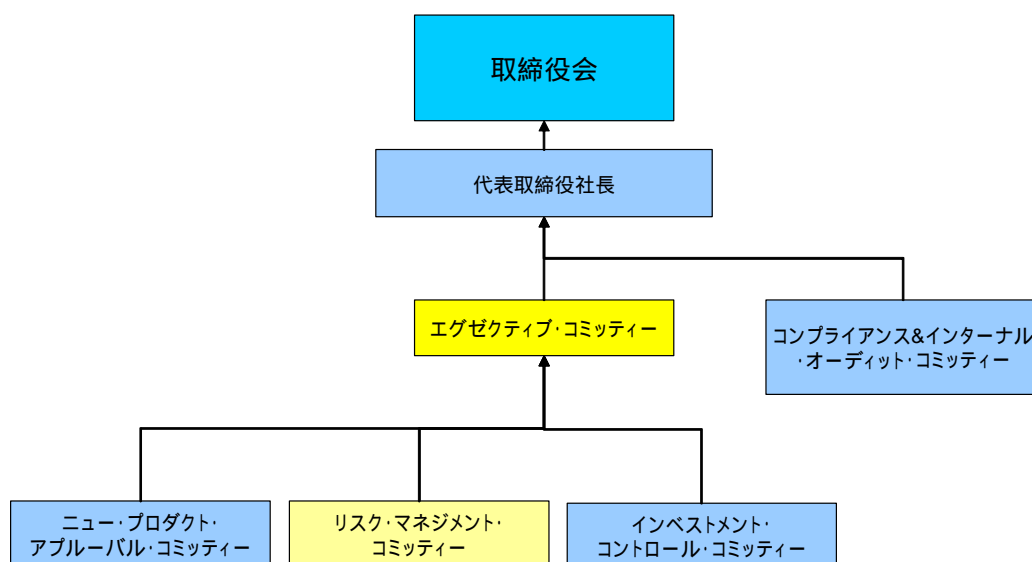 取締役会
代表取締役社長
エグゼクティブ・コミッティー
コンプライアンス&インターナル
・オーディット・コミッティー
ニュー・プロダクト・
アプルーバル・コミッティー
リスク・マネジメント・
コミッティー
インベストメント・
コントロール・コミッティー